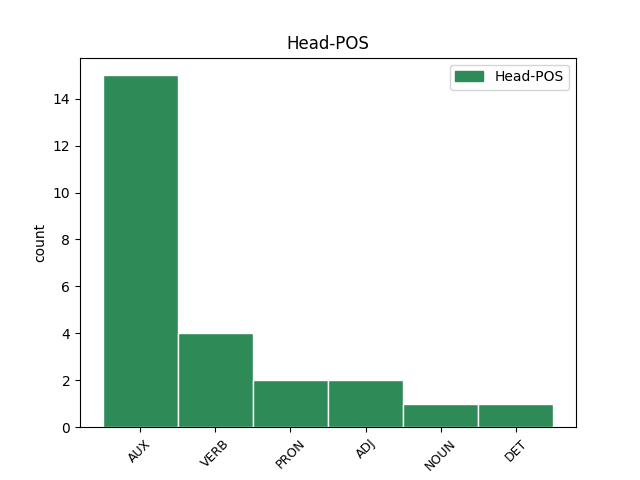 Head-POS
Head-POS
count
14
12
10
8
6
4
2
0
AUX
VERB
PRON
ADJ
NOUN
DET